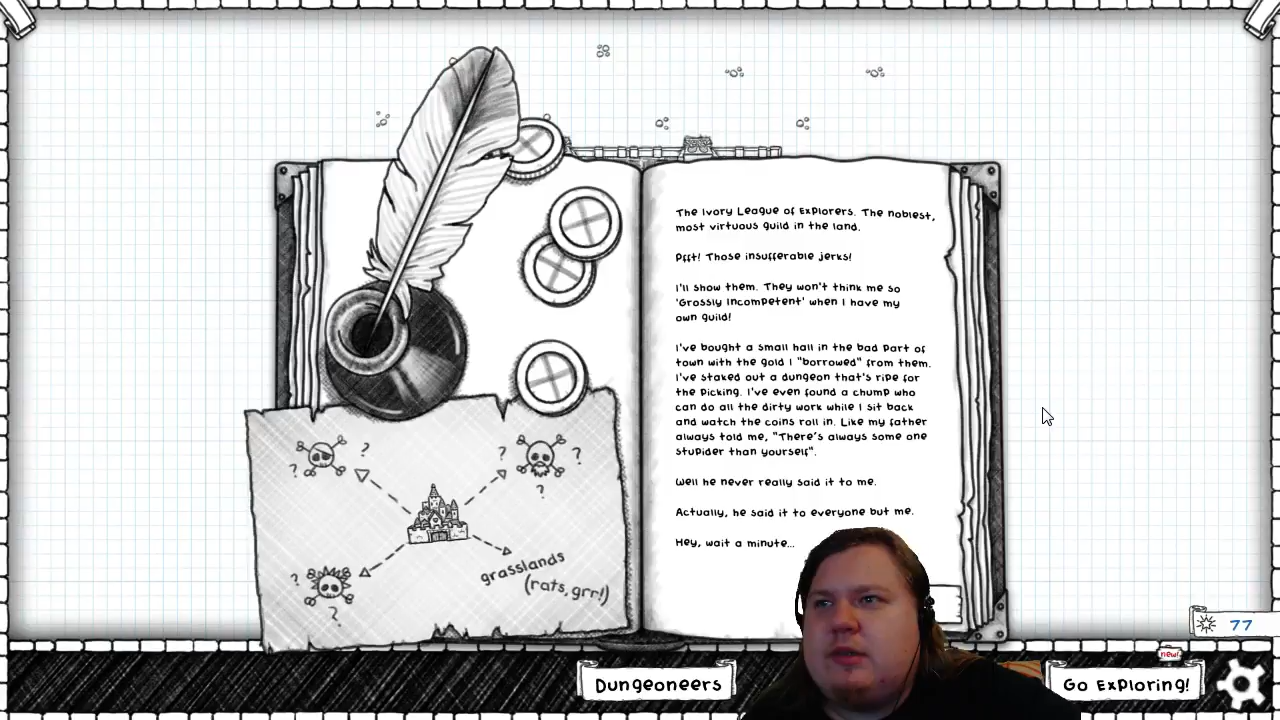 The Ivory League of Explorers. The noblest,
most virtuous guild in the land.
Pfft! Those insufferable jerks!
I'll show them. They won't think me so
'Grossly Incompetent' when I have my
own guild!
I've bought a small hall in the bad part of
town with the gold I "borrowed" from them.
I've staked out a dungeon that's ripe for
the picking. I've even found a chump who
can do all the dirty work while I sit back
and watch the coins roll in. Like my father
always told me, "There's always some one
stupider than yourself".
Well he never really said it to me.
Actually, he said it to everyone but me.
Hey, wait a minute...
? ? ? ?
?
grasslands
(rats, grr!)
?
?
77
new!
Dungeoneers
Go Exploring!